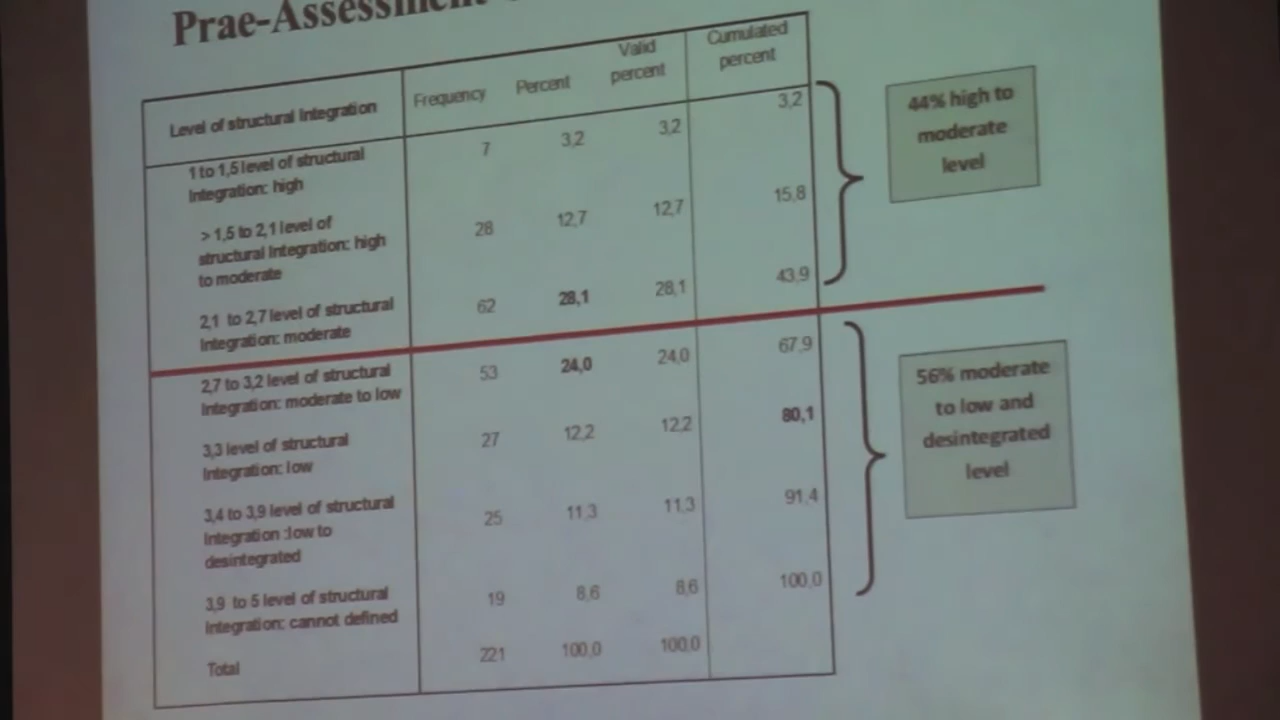 Prae-Assessment
Level of structural Integration Frequency Percent Valid percent Cumulated percent
1 to 1,5 level of structural
Integration: high 7 3,2 3,2 3,2
> 1,5 to 2,1 level of
structural Integration: high
to moderate 28 12,7 12,7 15,8
2,1 to 2,7 level of structural
Integration: moderate 62 28,1 28,1 43,9
2,7 to 3,2 level of structural
Integration: moderate to low 53 24,0 24,0 67,9
3,3 level of structural
Integration: low 27 12,2 12,2 80,1
3,4 to 3,9 level of structural
Integration :low to
desintegrated 25 11,3 11,3 91,4
3,9 to 5 level of structural
Integration: cannot defined 19 8,6 8,6 100,0
Total 221 100,0 100,0
44% high to
moderate
level
56% moderate
to low and
desintegrated
level